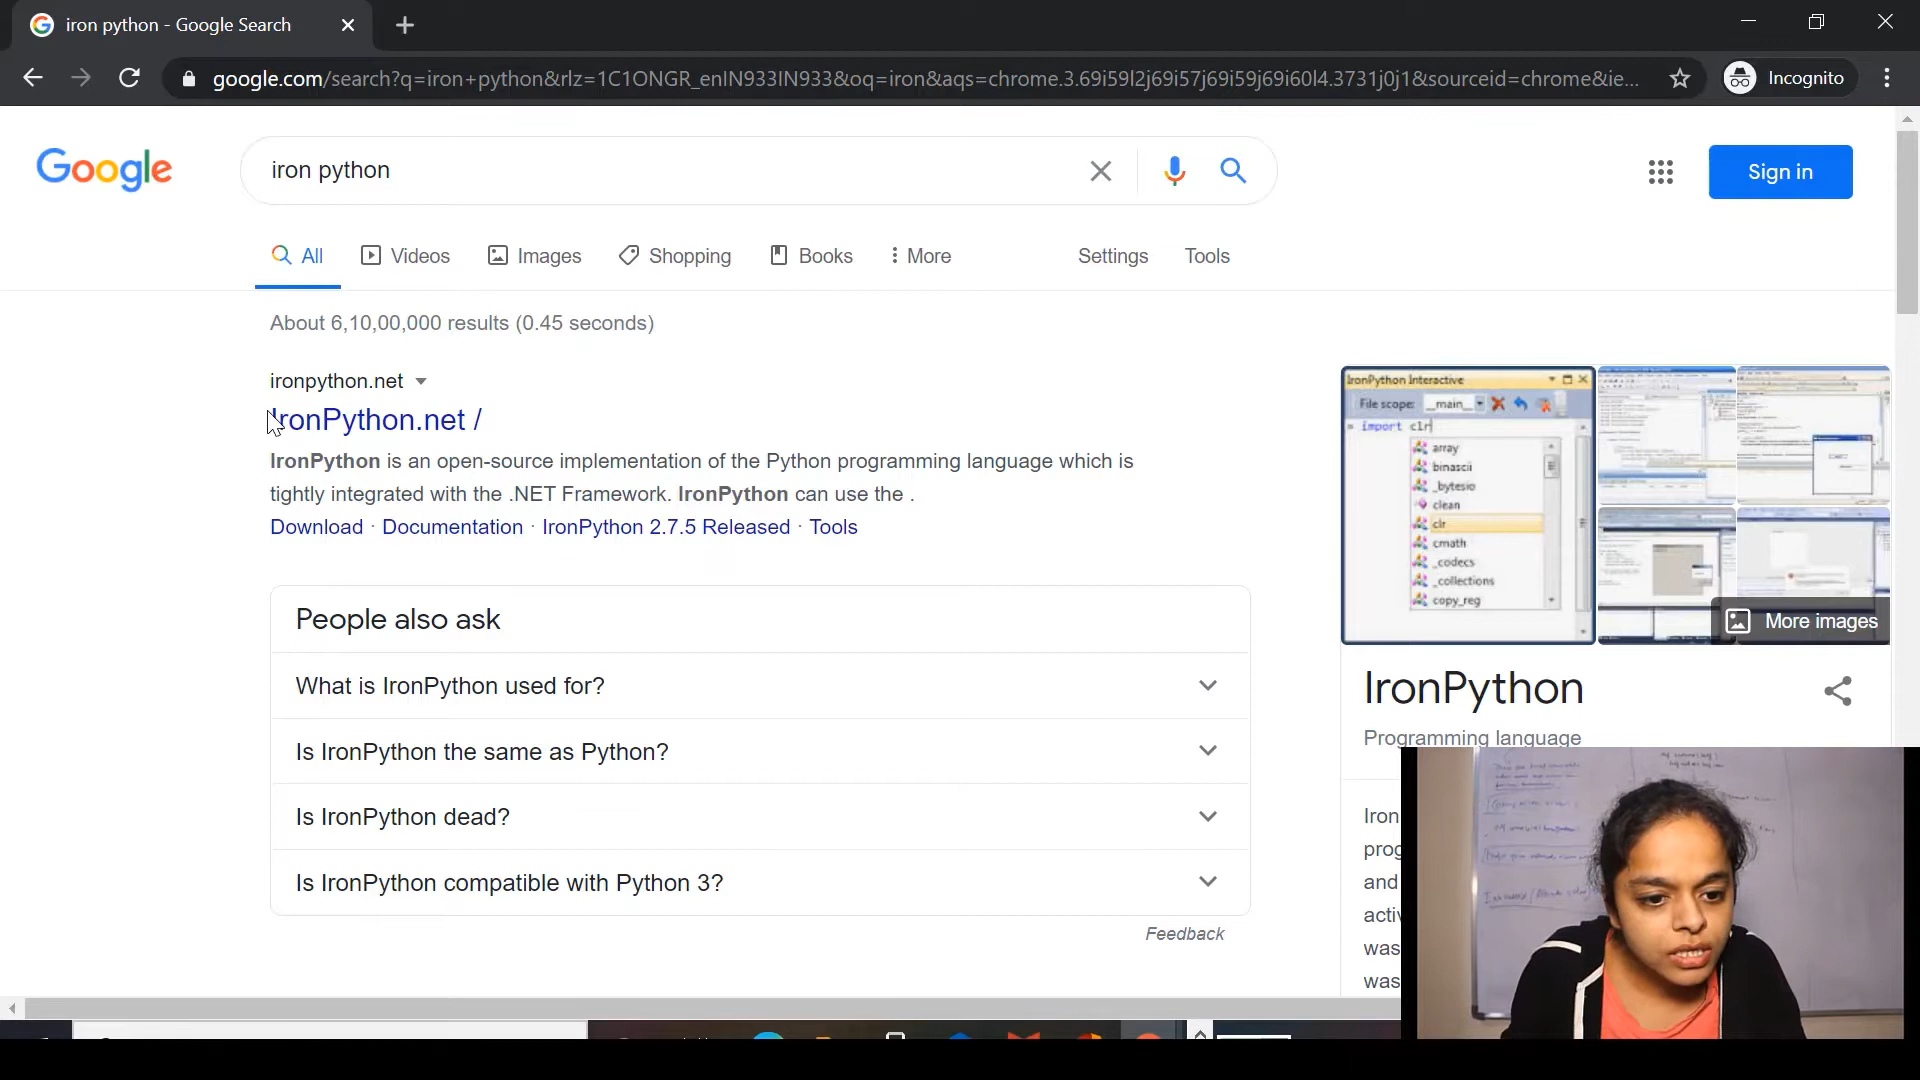 iron python - Google Search
google.com/search?q=iron+python&rlz=1C1ONGR_enIN933IN933&oq=iron&aqs=chrome.3.69i59l2j69i57j69i59j69i60l4.3731j0j1&sourceid=chrome&ie...
Incognito
Google
iron python
Sign in
All
Videos
Images
Shopping
Books
More
Settings
Tools
About 6,10,00,000 results (0.45 seconds)
ironpython.net
IronPython.net /
IronPython is an open-source implementation of the Python programming language which is
tightly integrated with the .NET Framework. IronPython can use the .
Download · Documentation · IronPython 2.7.5 Released · Tools
People also ask
What is IronPython used for?
Is IronPython the same as Python?
Is IronPython dead?
Is IronPython compatible with Python 3?
Feedback
IronPython Interactive
File scope: __main__
import clr
array
binascii
_bytesio
clean
clr
cmath
_codecs
_collections
copy_reg
More images
IronPython
Programming language
Iron
prog
and
activ
was
was